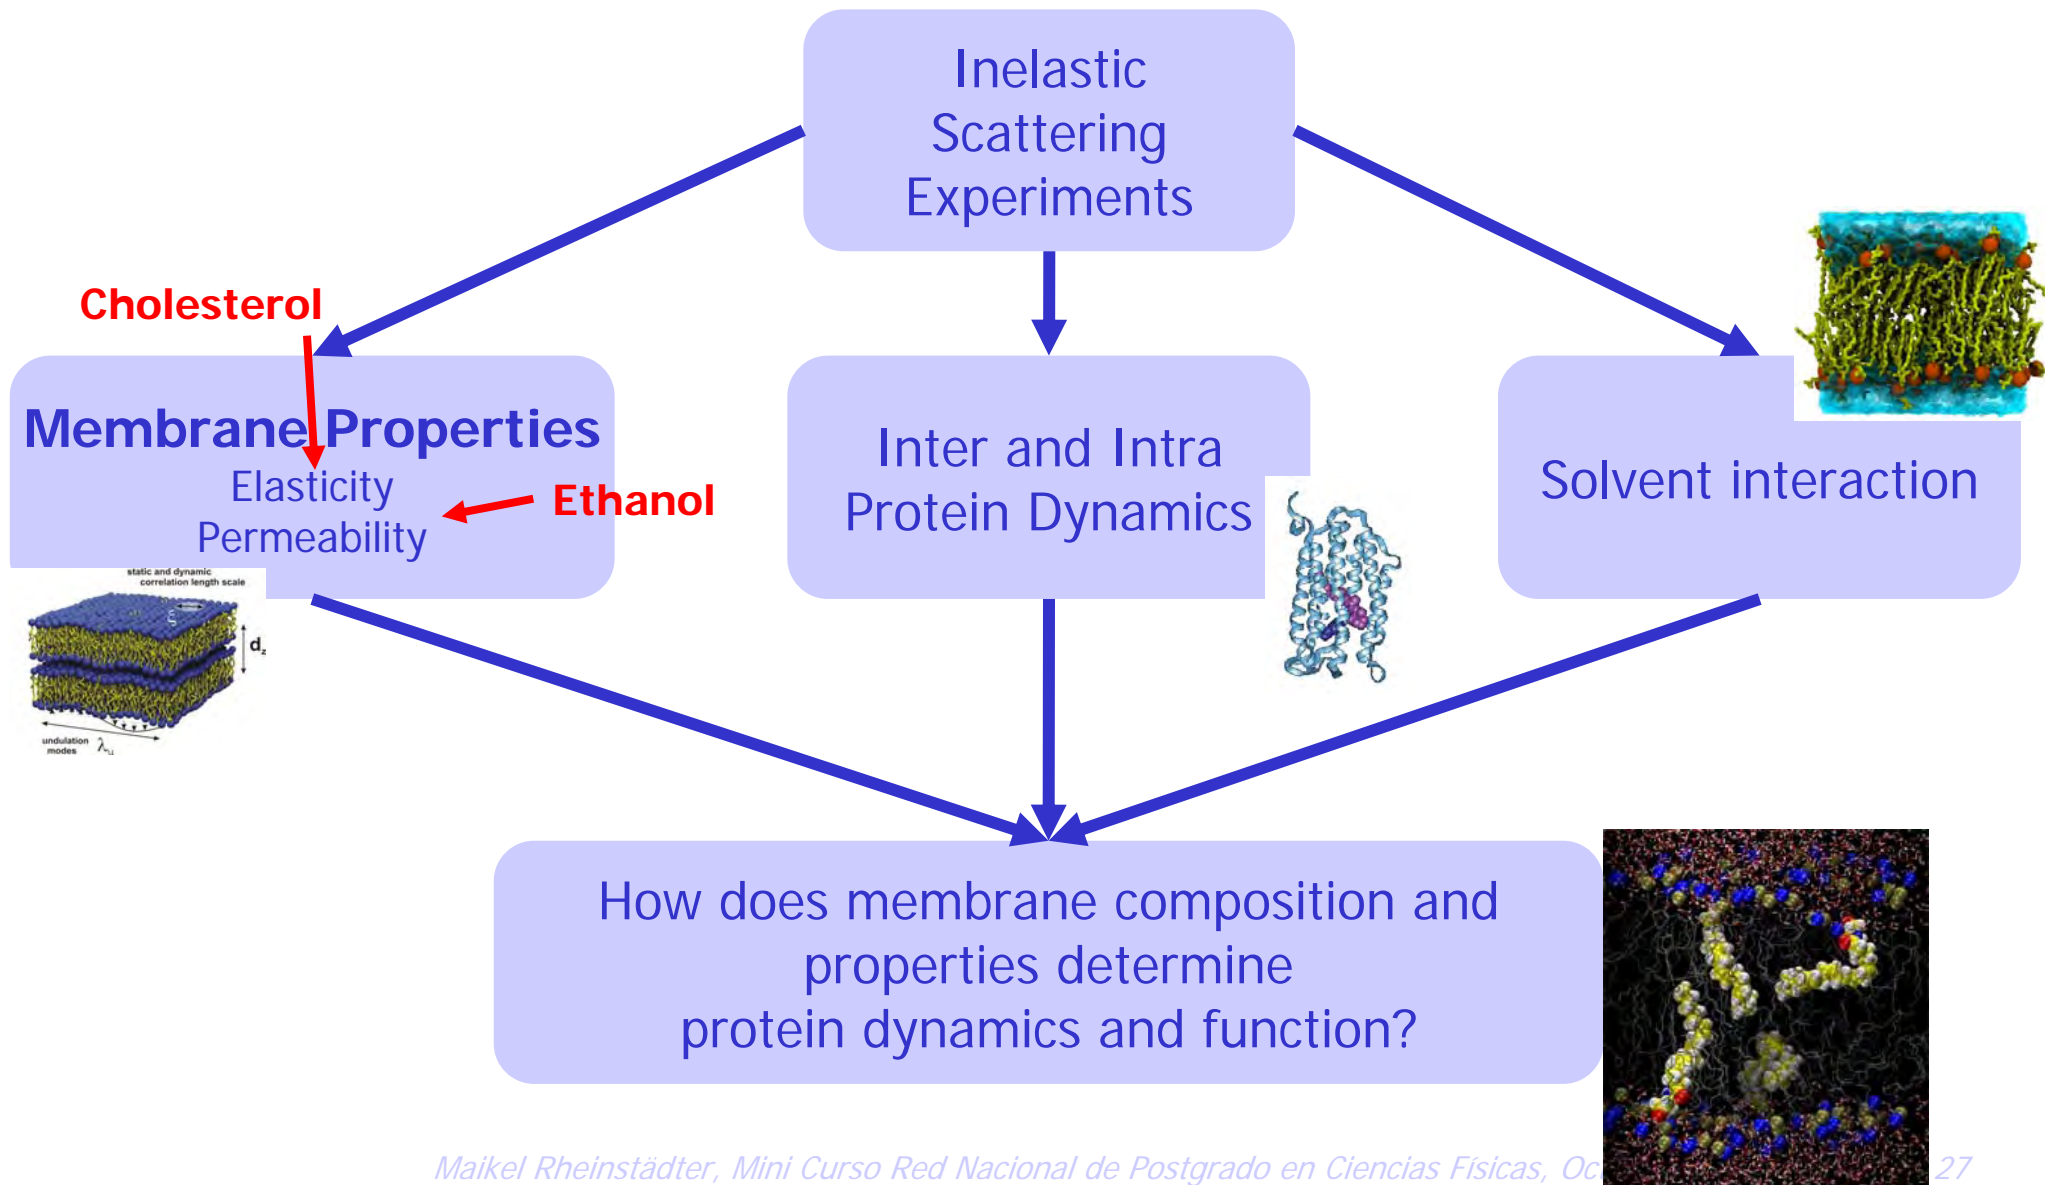 Inelastic
Scattering
Experiments
Cholesterol
Membrane Properties
Elasticity
Permeability
Ethanol
Inter and Intra
Protein Dynamics
Solvent interaction
static and dynamic
correlation length scale
ξ
dz
undulation
modes λu
How does membrane composition and
properties determine
protein dynamics and function?
Maikel Rheinstädter, Mini Curso Red Nacional de Postgrado en Ciencias Físicas, 27